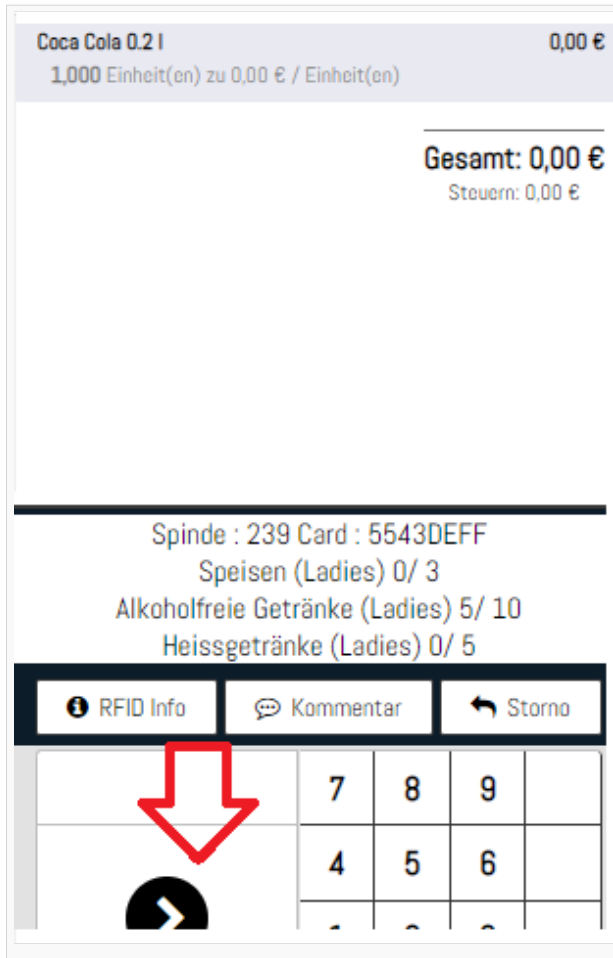 Coca Cola 0.2 l 0,00 €
1,000 Einheit(en) zu 0,00 € / Einheit(en)
Gesamt: 0,00 €
Steuern: 0,00 €
Spinde : 239 Card : 5543DEFF
Speisen (Ladies) 0/ 3
Alkoholfreie Getränke (Ladies) 5/ 10
Heissgetränke (Ladies) 0/ 5
RFID Info Kommentar Storno
7 8 9
4 5 6